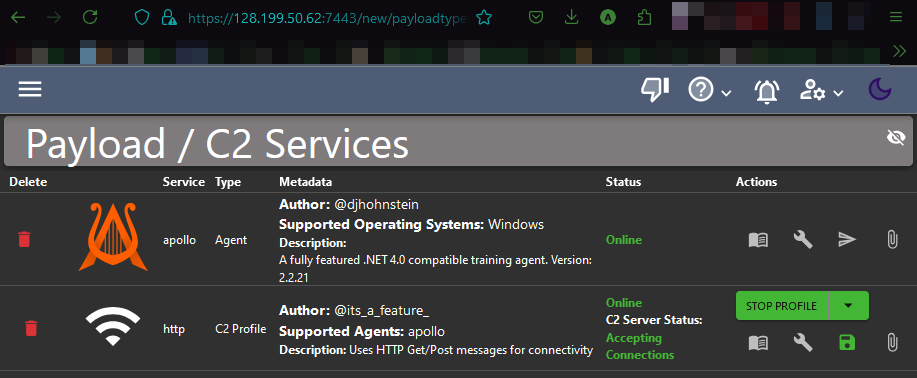 https://128.199.50.62:7443/new/payloadtype
Payload / C2 Services
Delete Service Type Metadata Status Actions
apollo Agent
Author: @djhohnstein
Supported Operating Systems: Windows
Description:
A fully featured .NET 4.0 compatible training agent. Version:
2.2.21
Online
http C2 Profile
Author: @its_a_feature_
Supported Agents: apollo
Description: Uses HTTP Get/Post messages for connectivity
Online
C2 Server Status:
Accepting
Connections
STOP PROFILE